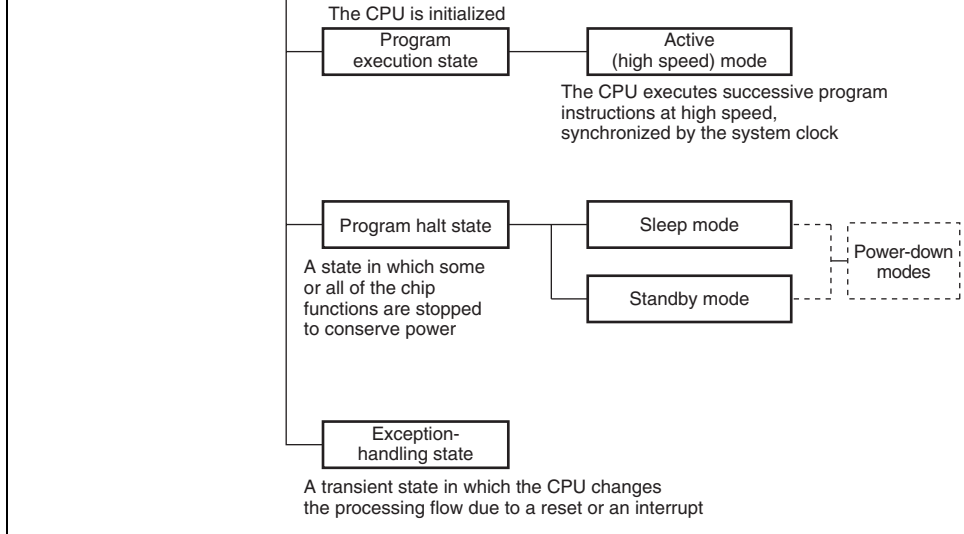 The CPU is initialized
Program
execution state
Active
(high speed) mode
The CPU executes successive program
instructions at high speed,
synchronized by the system clock
Program halt state
Sleep mode
Power-down
modes
A state in which some
or all of the chip
functions are stopped
to conserve power
Standby mode
Exception-
handling state
A transient state in which the CPU changes
the processing flow due to a reset or an interrupt